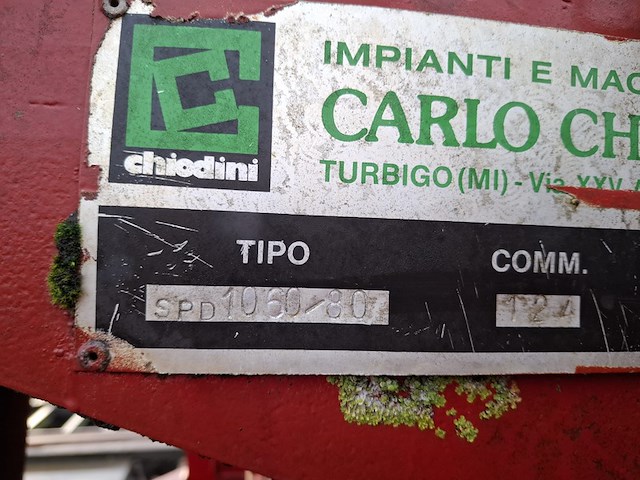 chiodini
IMPIANTI E MAC
CARLO CH
TURBIGO (MI) - Via XXV A
TIPO
COMM.
SPD 1060/80
124